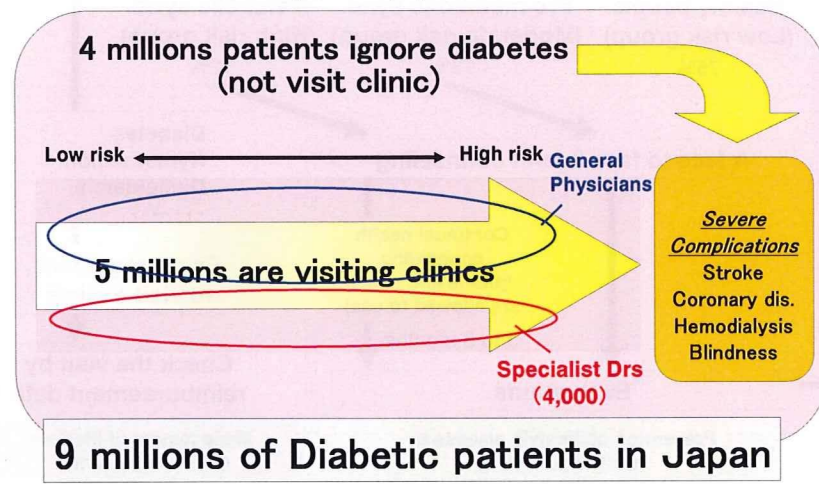 4 millions patients ignore diabetes
(not visit clinic)
Low risk
High risk
General
Physicians
5 millions are visiting clinics
Specialist Drs
(4,000)
Severe
Complications
Stroke
Coronary dis.
Hemodialysis
Blindness
9 millions of Diabetic patients in Japan